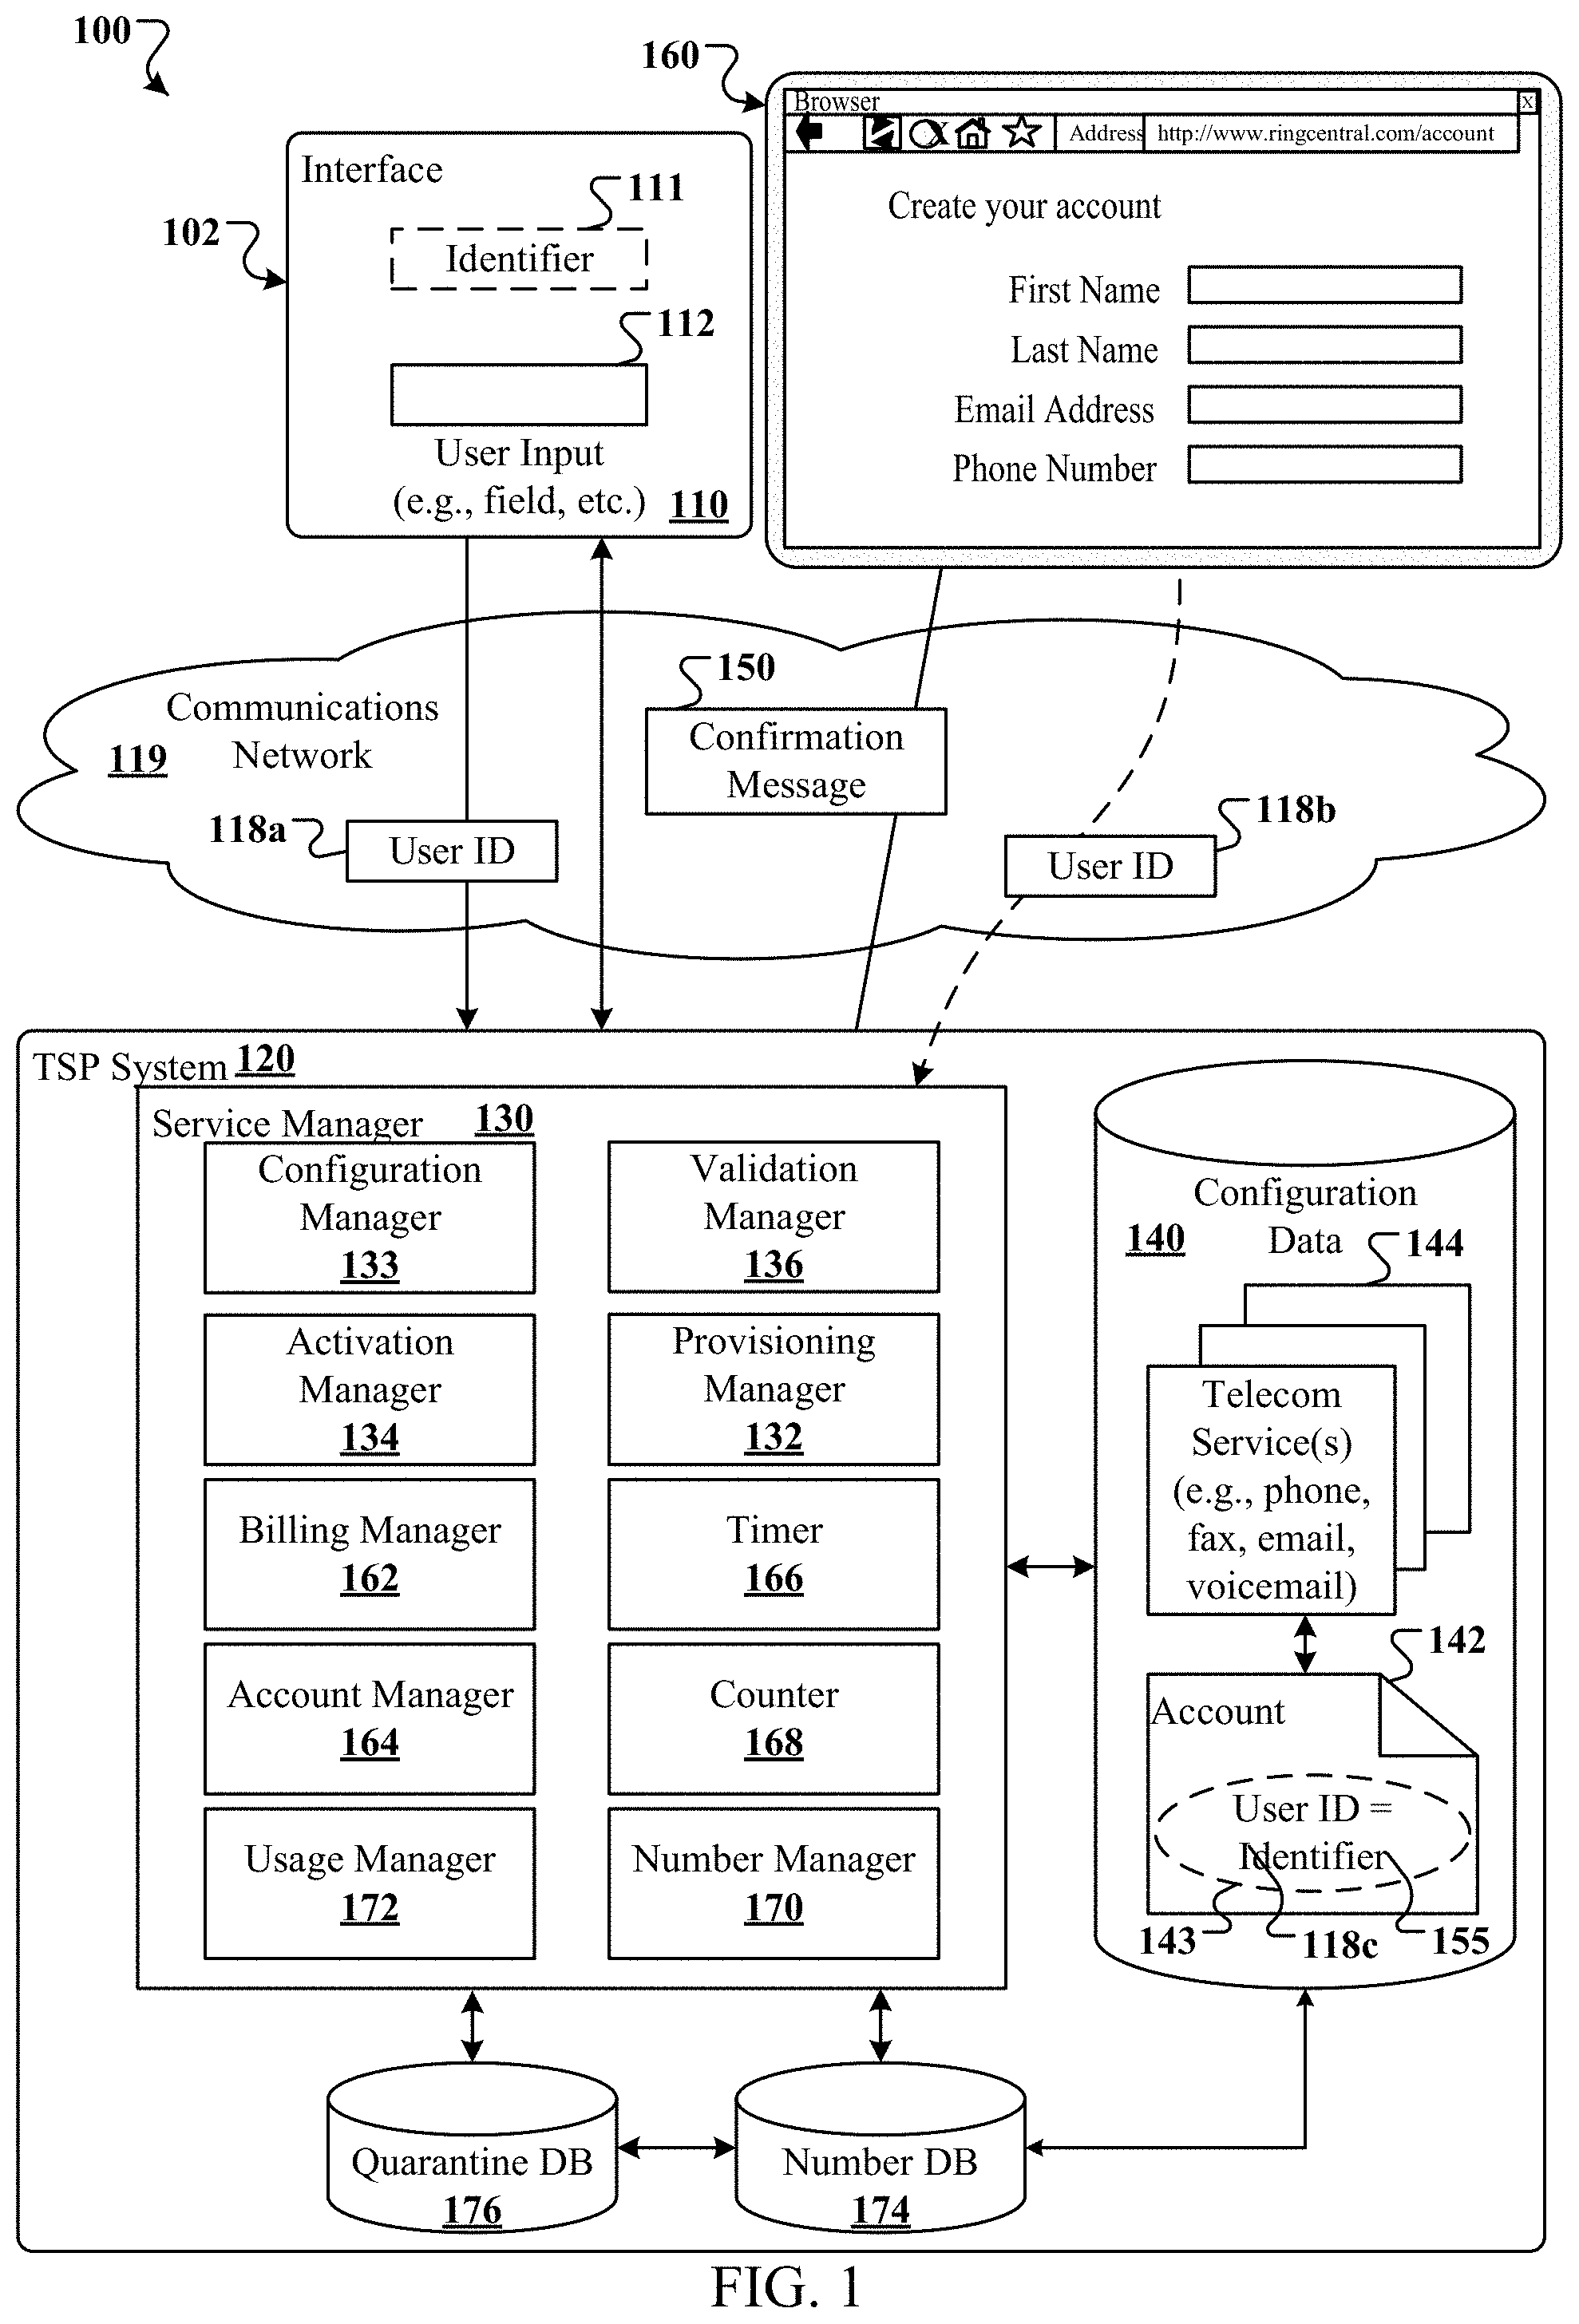 100
160
Browser
X
Address
http://www.ringcentral.com/account
Create your account
First Name
Last Name
Email Address
Phone Number
Interface
111
102
Identifier
112
User Input
(e.g., field, etc.)
110
Communications
Network
119
150
Confirmation
Message
118a
User ID
118b
User ID
TSP System 120
Service Manager 130
Configuration
Manager
133
Validation
Manager
136
Activation
Manager
134
Provisioning
Manager
132
Billing Manager
162
Timer
166
Account Manager
164
Counter
168
Usage Manager
172
Number Manager
170
Configuration
Data
140
144
Telecom
Service(s)
(e.g., phone,
fax, email,
voicemail)
142
Account
User ID =
Identifier
143
118c
155
Quarantine DB
176
Number DB
174
FIG. 1